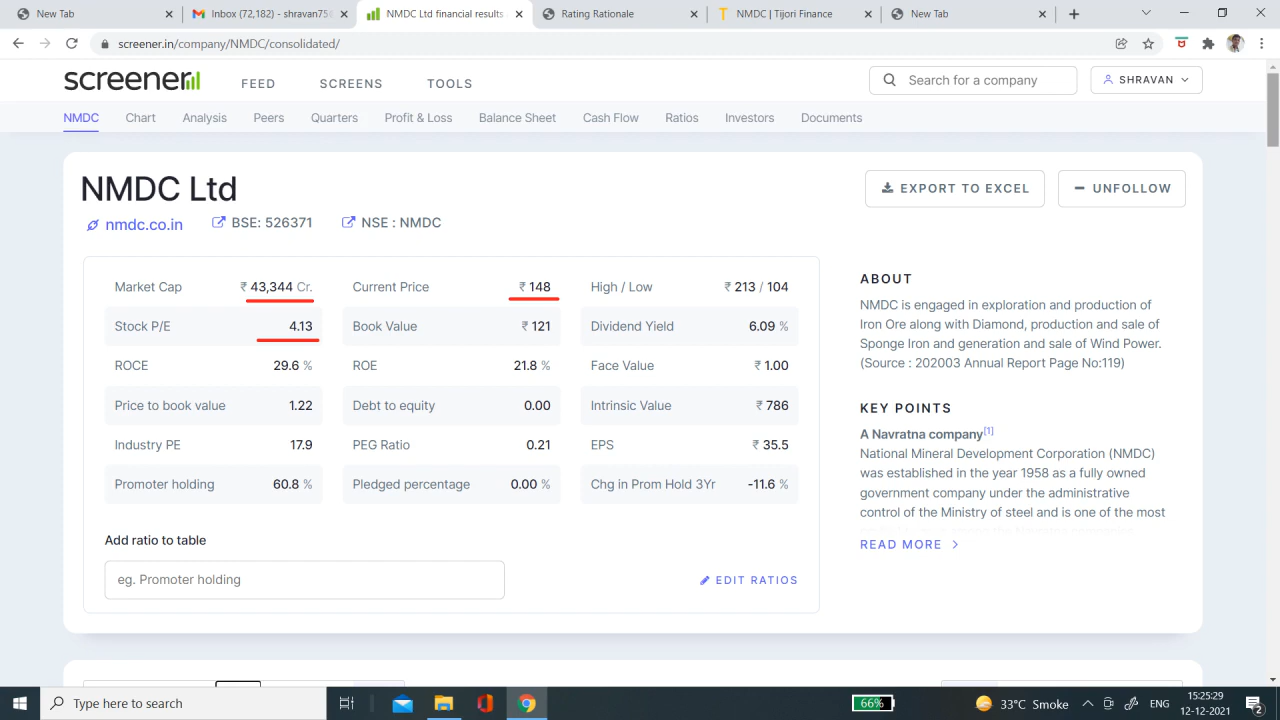 New Tab
Inbox (72,182) - shravan756
NMDC Ltd financial results
Rating Rationale
NMDC | Tijori Finance
New Tab
screener.in/company/NMDC/consolidated/
screener
FEED
SCREENS
TOOLS
Search for a company
SHRAVAN
NMDC
Chart
Analysis
Peers
Quarters
Profit & Loss
Balance Sheet
Cash Flow
Ratios
Investors
Documents
NMDC Ltd
EXPORT TO EXCEL
UNFOLLOW
nmdc.co.in
BSE: 526371
NSE : NMDC
Market Cap ₹ 43,344 Cr.
Current Price ₹ 148
High / Low ₹ 213 / 104
Stock P/E 4.13
Book Value ₹ 121
Dividend Yield 6.09 %
ROCE 29.6 %
ROE 21.8 %
Face Value ₹ 1.00
Price to book value 1.22
Debt to equity 0.00
Intrinsic Value ₹ 786
Industry PE 17.9
PEG Ratio 0.21
EPS ₹ 35.5
Promoter holding 60.8 %
Pledged percentage 0.00 %
Chg in Prom Hold 3Yr -11.6 %
Add ratio to table
eg. Promoter holding
EDIT RATIOS
ABOUT
NMDC is engaged in exploration and production of
Iron Ore along with Diamond, production and sale of
Sponge Iron and generation and sale of Wind Power.
(Source : 202003 Annual Report Page No:119)
KEY POINTS
A Navratna company[1]
National Mineral Development Corporation (NMDC)
was established in the year 1958 as a fully owned
government company under the administrative
control of the Ministry of steel and is one of the most
READ MORE
Type here to search
66%
33°C Smoke
ENG
15:25:29
12-12-2021
2